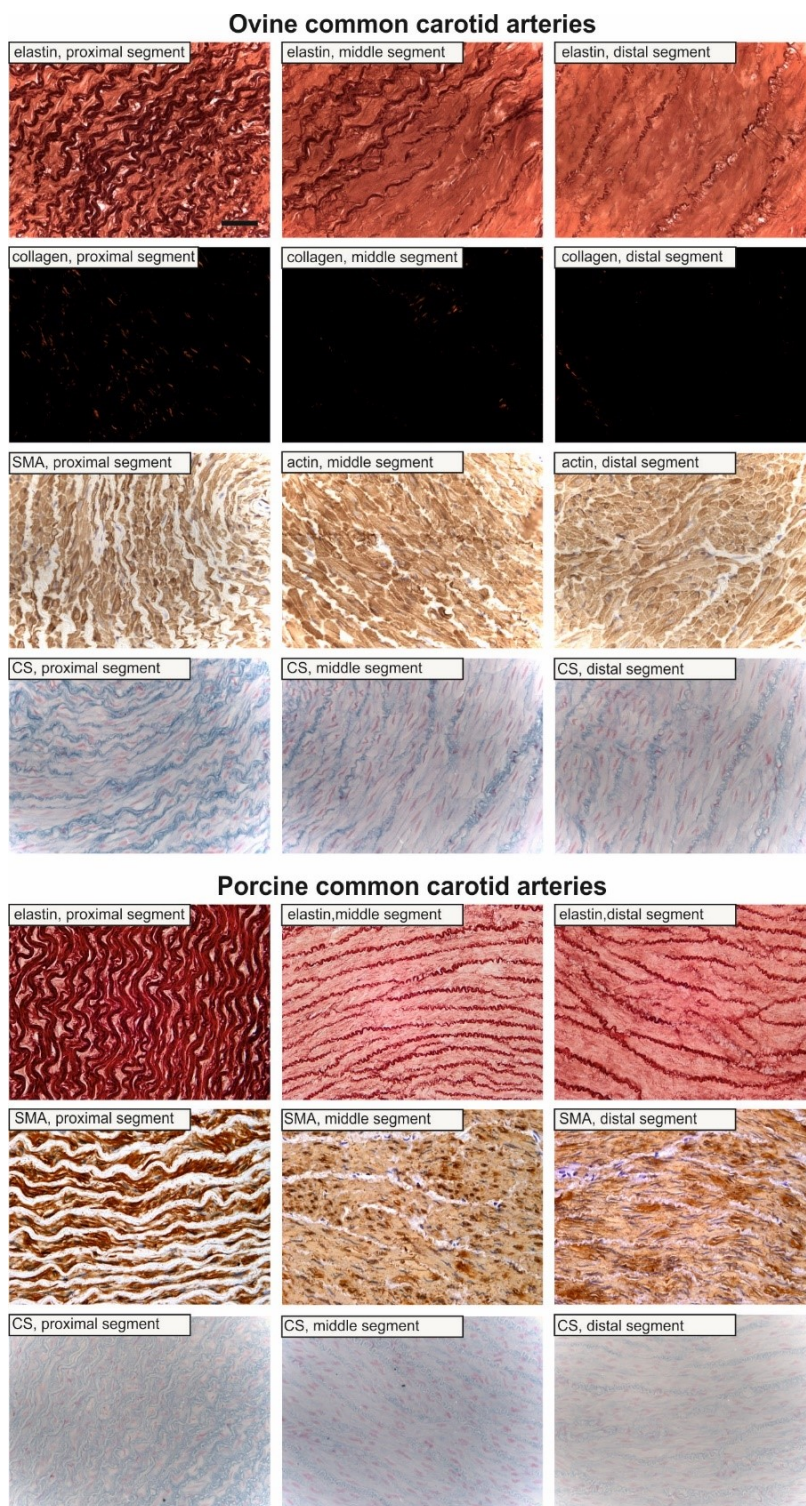 Ovine common carotid arteries
elastin, proximal segment
elastin, middle segment
elastin, distal segment
collagen, proximal segment
collagen, middle segment
collagen, distal segment
SMA, proximal segment
actin, middle segment
actin, distal segment
CS, proximal segment
CS, middle segment
CS, distal segment
Porcine common carotid arteries
elastin, proximal segment
elastin,middle segment
elastin,distal segment
SMA, proximal segment
SMA, middle segment
SMA, distal segment
CS, proximal segment
CS, middle segment
CS, distal segment